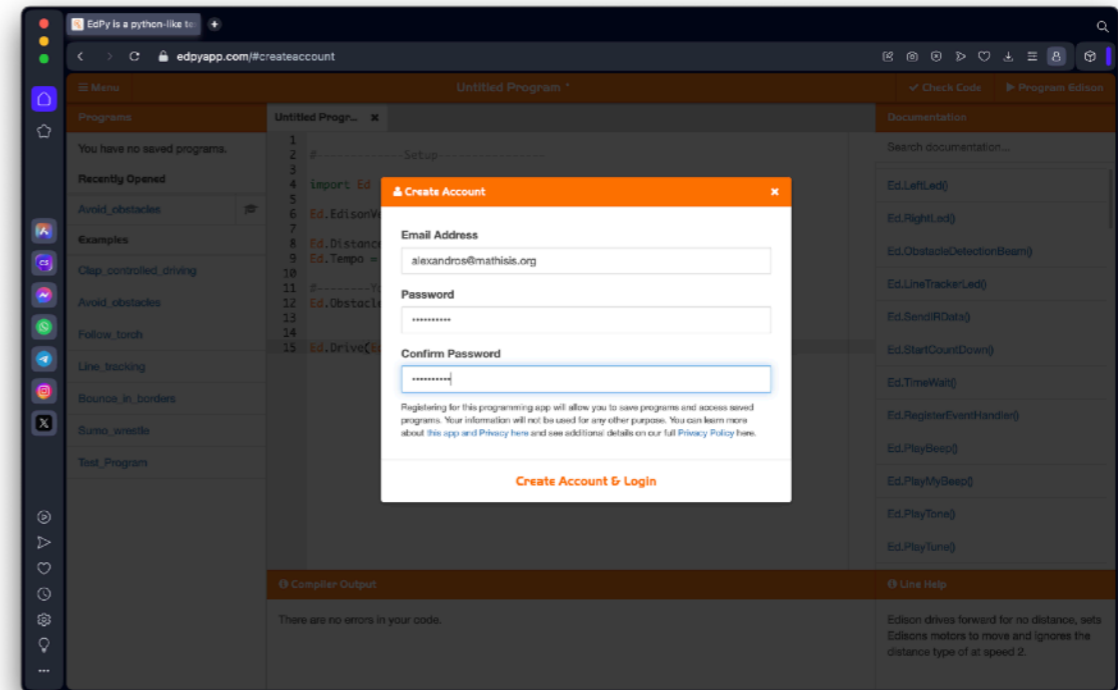 EdPy is a python-like te
edpyapp.com/#createaccount
Menu
Untitled Program *
Check Code
Program Edison
Programs
Untitled Progr...
Documentation
You have no saved programs.
Recently Opened
Avoid_obstacles
Examples
Clap_controlled_driving
Avoid_obstacles
Follow_torch
Line_tracking
Bounce_in_borders
Sumo_wrestle
Test_Program
1
2 #-------------Setup----------------
3
4 import Ed
5
6 Ed.EdisonV
7
8 Ed.Distance
9 Ed.Tempo =
10
11 #--------Yo
12 Ed.Obstacle
13
14
15 Ed.Drive(Ed
Create Account
Email Address
alexandros@mathisis.org
Password
••••••••••
Confirm Password
••••••••••
Registering for this programming app will allow you to save programs and access saved
programs. Your information will not be used for any other purpose. You can learn more
about this app and Privacy here and see additional details on our full Privacy Policy here.
Create Account & Login
Search documentation...
Ed.LeftLed()
Ed.RightLed()
Ed.ObstacleDetectionBeam()
Ed.LineTrackerLed()
Ed.SendIRData()
Ed.StartCountDown()
Ed.TimeWait()
Ed.RegisterEventHandler()
Ed.PlayBeep()
Ed.PlayMyBeep()
Ed.PlayTone()
Ed.PlayTune()
Compiler Output
There are no errors in your code.
Line Help
Edison drives forward for no distance, sets
Edisons motors to move and ignores the
distance type of at speed 2.